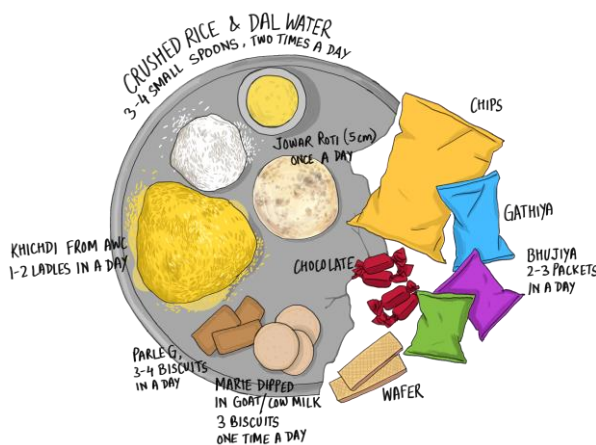 CRUSHED RICE & DAL WATER
3-4 SMALL SPOONS, TWO TIMES A DAY
JOWAR ROTI (5cm)
ONCE A DAY
CHIPS
GATHIYA
KHICHDI FROM AWC
1-2 LADLES IN A DAY
CHOCOLATE
BHUJIYA
2-3 PACKETS
IN A DAY
PARLE G,
3-4 BISCUITS
IN A DAY
MARIE DIPPED
IN GOAT/COW MILK
3 BISCUITS
ONE TIME A DAY
WAFER